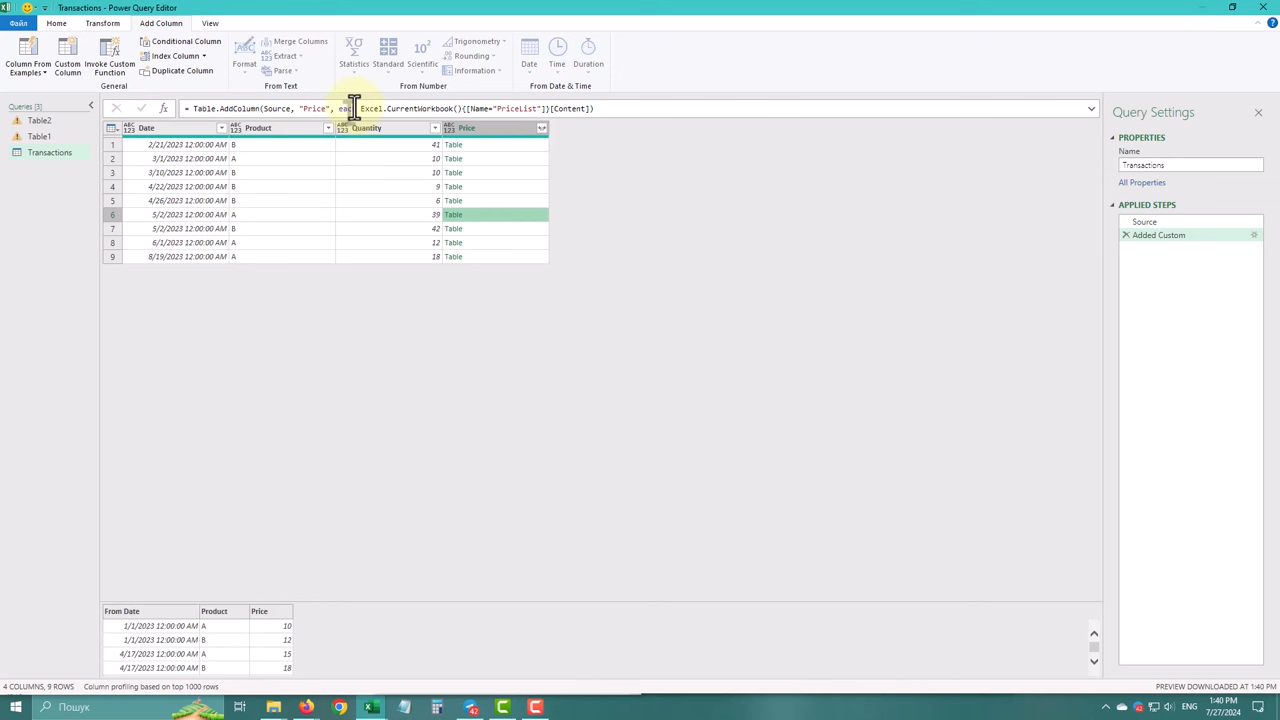 Transactions - Power Query Editor
Файл Home Transform Add Column View
Column From Examples
Custom Column
Invoke Custom Function
Conditional Column
Index Column
Duplicate Column
General
Format
Merge Columns
Extract
Parse
From Text
Statistics
Standard
Scientific
Trigonometry
Rounding
Information
From Number
Date
Time
Duration
From Date & Time
Queries [3]
Table2
Table1
Transactions
= Table.AddColumn(Source, "Price", each Excel.CurrentWorkbook(){[Name="PriceList"]}[Content])
Date Product Quantity Price
1 2/21/2023 12:00:00 AM B 41 Table
2 3/1/2023 12:00:00 AM A 10 Table
3 3/10/2023 12:00:00 AM B 10 Table
4 4/22/2023 12:00:00 AM B 9 Table
5 4/26/2023 12:00:00 AM B 6 Table
6 5/2/2023 12:00:00 AM A 39 Table
7 5/2/2023 12:00:00 AM B 42 Table
8 6/1/2023 12:00:00 AM A 12 Table
9 8/19/2023 12:00:00 AM A 18 Table
From Date Product Price
1/1/2023 12:00:00 AM A 10
1/1/2023 12:00:00 AM B 12
4/17/2023 12:00:00 AM A 15
4/17/2023 12:00:00 AM B 18
Query Settings
PROPERTIES
Name
Transactions
All Properties
APPLIED STEPS
Source
Added Custom
4 COLUMNS, 9 ROWS Column profiling based on top 1000 rows PREVIEW DOWNLOADED AT 1:40 PM
Пошук
ENG
1:40 PM
7/27/2024